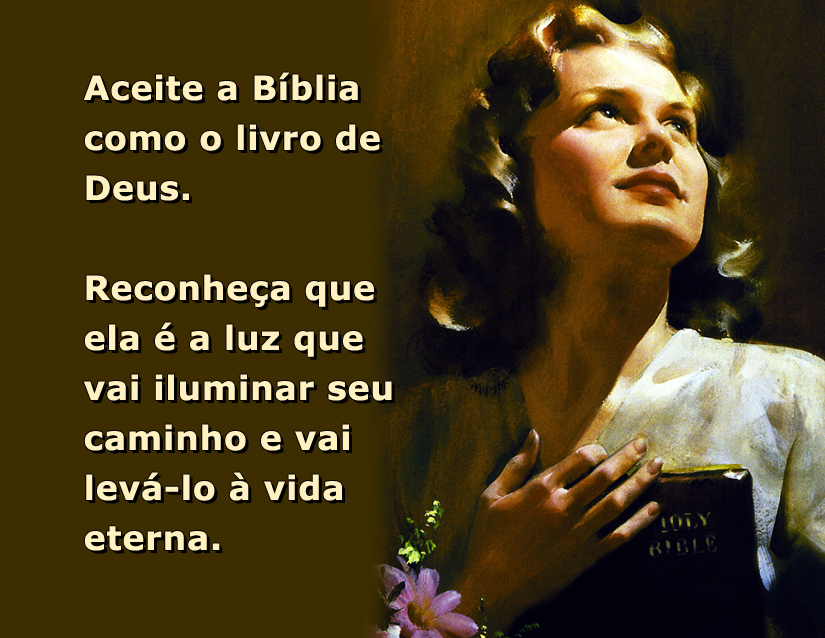 Aceite a Bíblia
como o livro de
Deus.
Reconheça que
ela é a luz que
vai iluminar seu
caminho e vai
levá-lo à vida
eterna.
HOLY
BIBLE